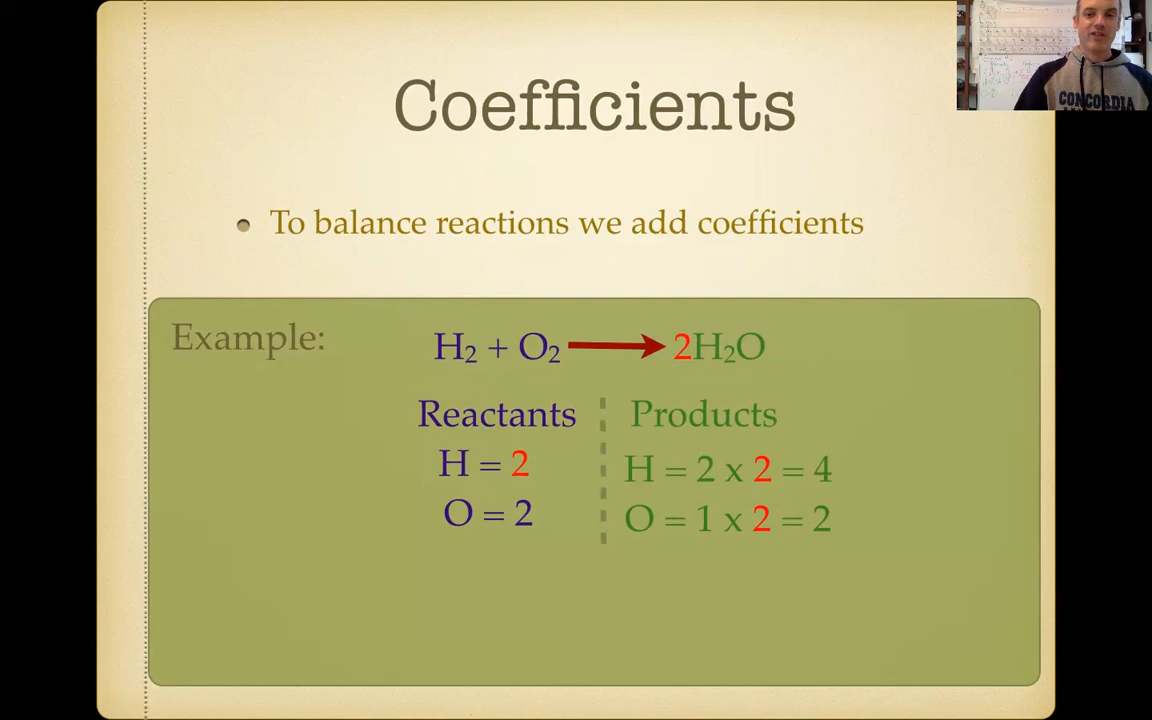 Coefficients
CONCORDIA
• To balance reactions we add coefficients
Example:
H₂ + O₂ ⟶ 2H₂O
Reactants
Products
H = 2
H = 2 x 2 = 4
O = 2
O = 1 x 2 = 2